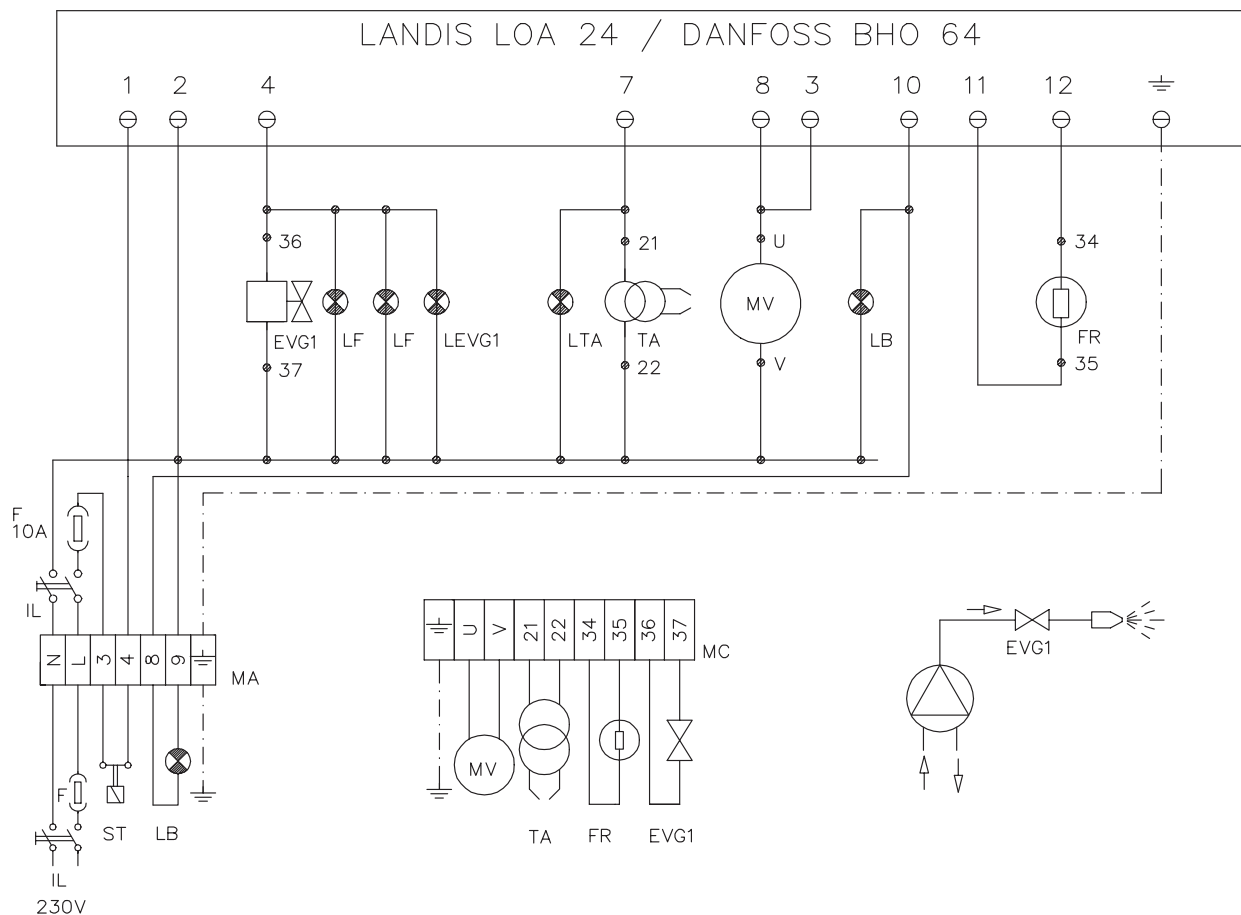 LANDIS LOA 24 / DANFOSS BHO 64
1 2 4 7 8 3 10 11 12
36 21 U 34
MV
EVG1 LF LF LEVG1 LTA TA LB FR
37 22 V 35
F
10A
IL
N L 3 4 8 9 MA
U V 21 22 34 35 36 37 MC
EVG1
F
MV
ST LB TA FR EVG1
IL
230V